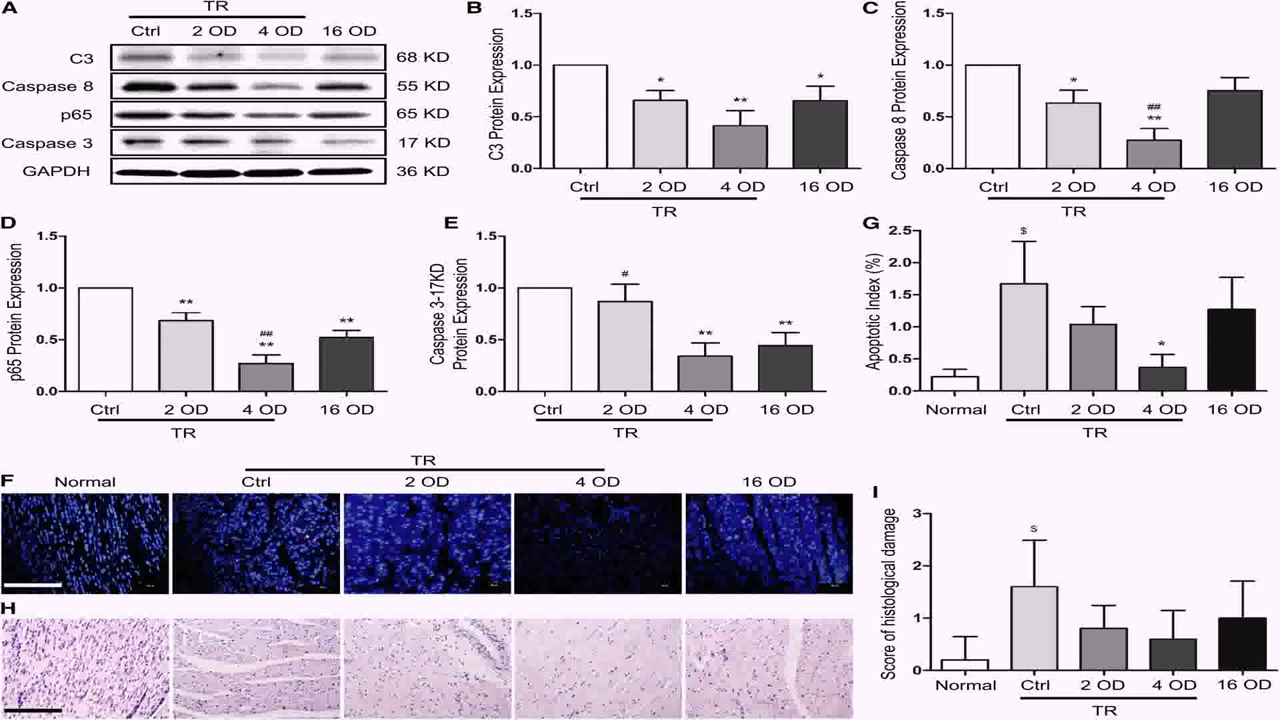 A
TR
Ctrl 2 OD 4 OD 16 OD
C3 68 KD
Caspase 8 55 KD
p65 65 KD
Caspase 3 17 KD
GAPDH 36 KD
B
C3 Protein Expression
1.5
1.0
0.5
0.0
* ** *
Ctrl 2 OD 4 OD 16 OD
TR
C
Caspase 8 Protein Expression
1.5
1.0
0.5
0.0
* ## **
Ctrl 2 OD 4 OD 16 OD
TR
D
p65 Protein Expression
1.5
1.0
0.5
0.0
** ## ** **
Ctrl 2 OD 4 OD 16 OD
TR
E
Caspase 3-17KD
Protein Expression
1.5
1.0
0.5
0.0
# ** **
Ctrl 2 OD 4 OD 16 OD
TR
G
Apoptotic Index (%)
2.5
2.0
1.5
1.0
0.5
0.0
$ *
Normal Ctrl 2 OD 4 OD 16 OD
TR
F
TR
Normal Ctrl 2 OD 4 OD 16 OD
H
I
Score of histological damage
3
2
1
0
$
Normal Ctrl 2 OD 4 OD 16 OD
TR